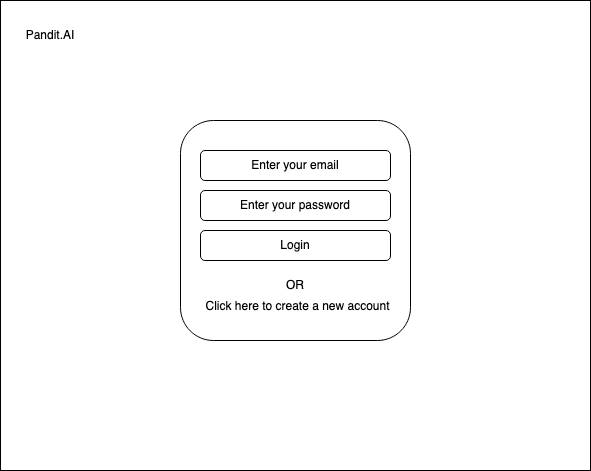 Pandit.AI
Enter your email
Enter your password
Login
OR
Click here to create a new account